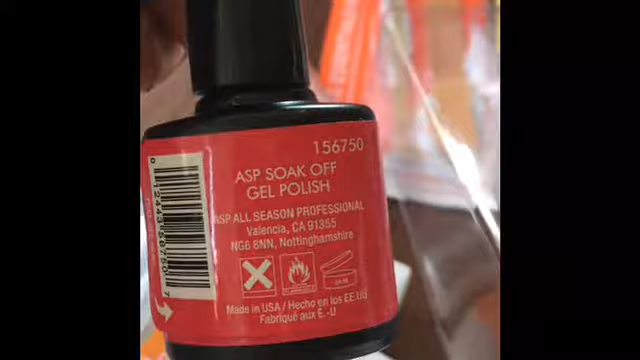 156750
ASP SOAK OFF
GEL POLISH
ASP ALL SEASON PROFESSIONAL
Valencia, CA 91355
NG6 8NN, Nottinghamshire
Made in USA / Hecho en los EE.UU
Fabriqué aux É.-U